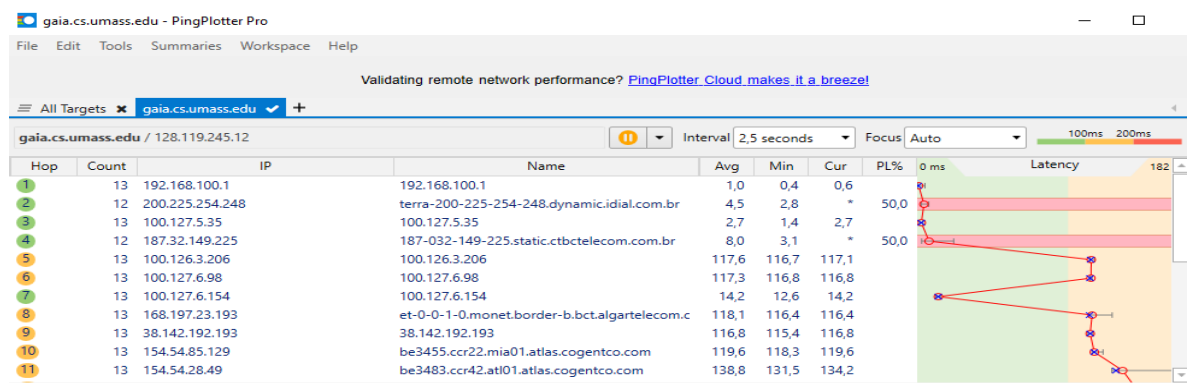 gaia.cs.umass.edu - PingPlotter Pro
File Edit Tools Summaries Workspace Help
Validating remote network performance? PingPlotter Cloud makes it a breeze!
All Targets gaia.cs.umass.edu
gaia.cs.umass.edu / 128.119.245.12 Interval 2,5 seconds Focus Auto 100ms 200ms
Hop Count IP Name Avg Min Cur PL% 0 ms Latency 182
1 13 192.168.100.1 192.168.100.1 1,0 0,4 0,6
2 12 200.225.254.248 terra-200-225-254-248.dynamic.idial.com.br 4,5 2,8 * 50,0
3 13 100.127.5.35 100.127.5.35 2,7 1,4 2,7
4 12 187.32.149.225 187-032-149-225.static.ctbctelecom.com.br 8,0 3,1 * 50,0
5 13 100.126.3.206 100.126.3.206 117,6 116,7 117,1
6 13 100.127.6.98 100.127.6.98 117,3 116,8 116,8
7 13 100.127.6.154 100.127.6.154 14,2 12,6 14,2
8 13 168.197.23.193 et-0-0-1-0.monet.border-b.bct.algartelecom.c 118,1 116,4 116,4
9 13 38.142.192.193 38.142.192.193 116,8 115,4 116,8
10 13 154.54.85.129 be3455.ccr22.mia01.atlas.cogentco.com 119,6 118,3 119,6
11 13 154.54.28.49 be3483.ccr42.atl01.atlas.cogentco.com 138,8 131,5 134,2